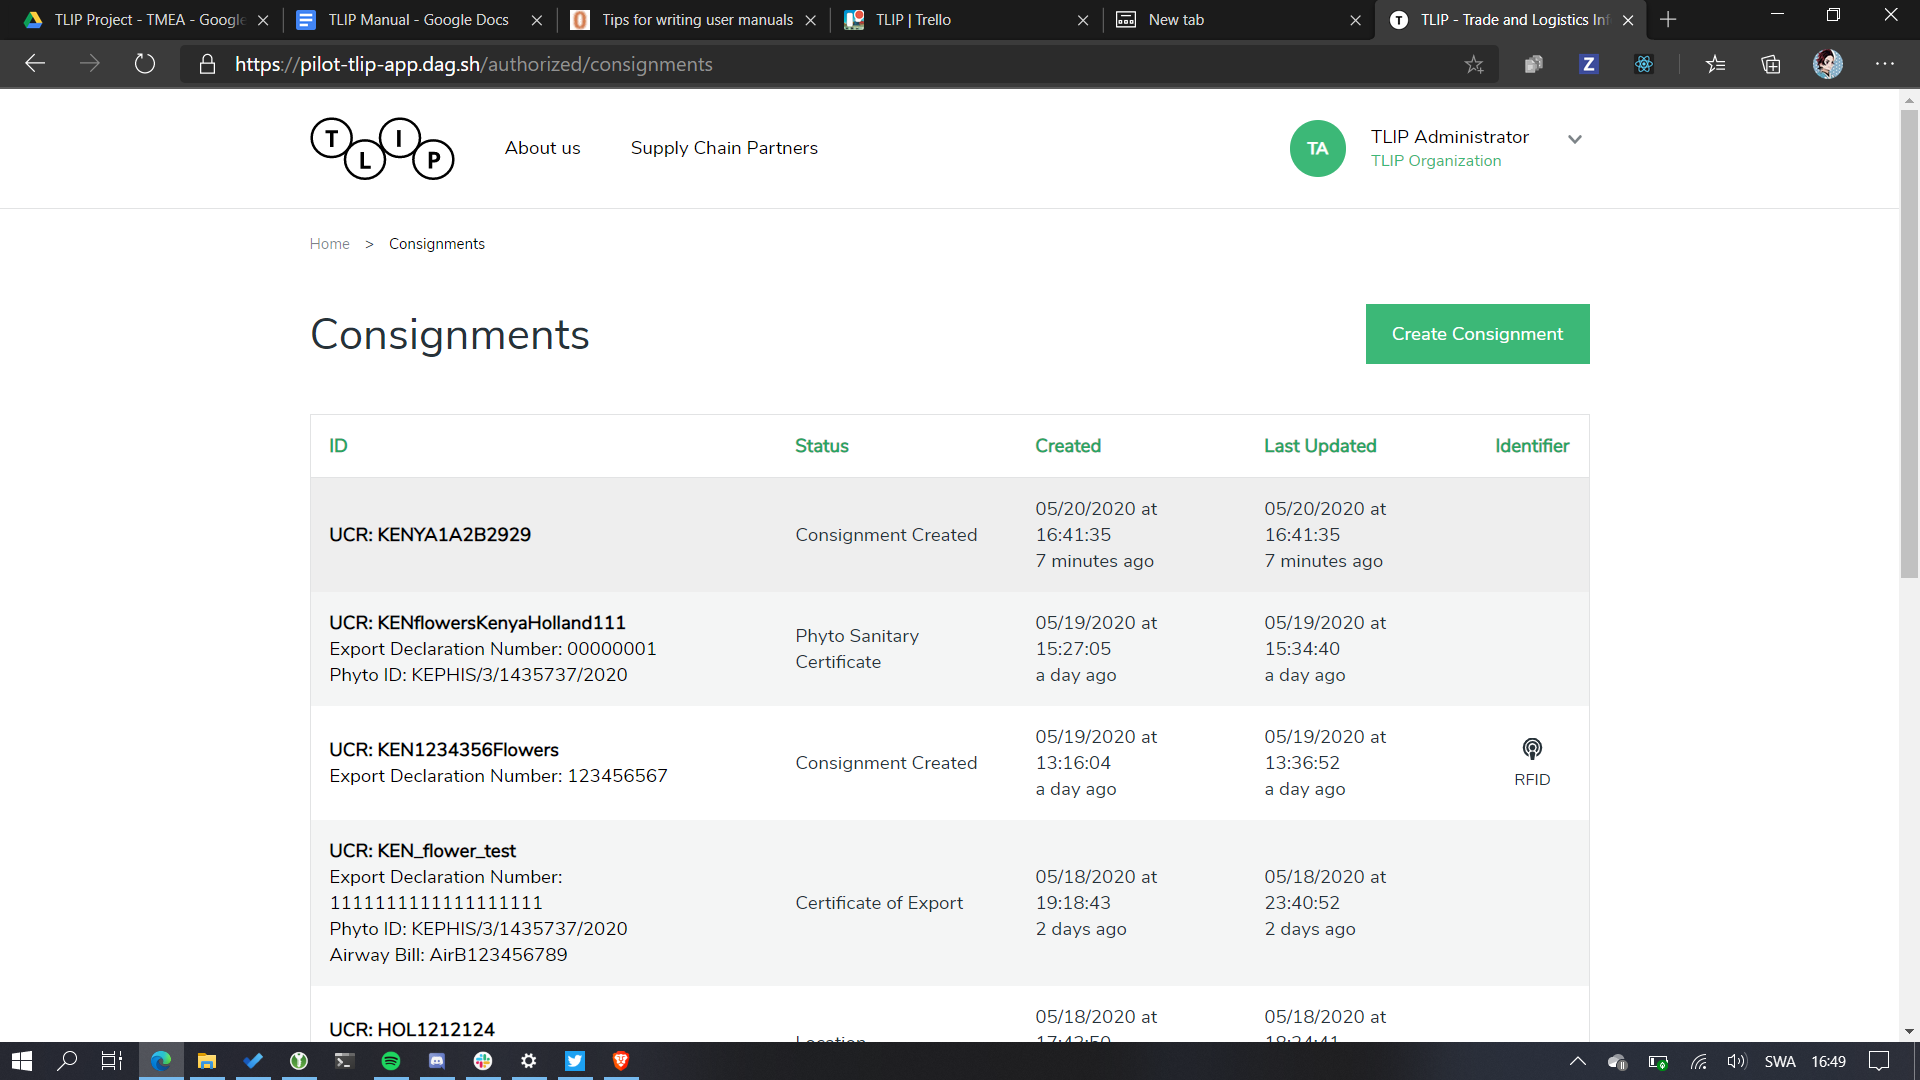 TLIP Project - TMEA - Google
TLIP Manual - Google Docs
Tips for writing user manuals
TLIP | Trello
New tab
TLIP - Trade and Logistics Inf
https://pilot-tlip-app.dag.sh/authorized/consignments
TLIP
About us
Supply Chain Partners
TA
TLIP Administrator
TLIP Organization
Home > Consignments
Consignments
Create Consignment
ID Status Created Last Updated Identifier
UCR: KENYA1A2B2929
Consignment Created
05/20/2020 at
16:41:35
7 minutes ago
05/20/2020 at
16:41:35
7 minutes ago
UCR: KENflowersKenyaHolland111
Export Declaration Number: 00000001
Phyto ID: KEPHIS/3/1435737/2020
Phyto Sanitary
Certificate
05/19/2020 at
15:27:05
a day ago
05/19/2020 at
15:34:40
a day ago
UCR: KEN1234356Flowers
Export Declaration Number: 123456567
Consignment Created
05/19/2020 at
13:16:04
a day ago
05/19/2020 at
13:36:52
a day ago
RFID
UCR: KEN_flower_test
Export Declaration Number:
1111111111111111111
Phyto ID: KEPHIS/3/1435737/2020
Airway Bill: AirB123456789
Certificate of Export
05/18/2020 at
19:18:43
2 days ago
05/18/2020 at
23:40:52
2 days ago
UCR: HOL1212124
Location
05/18/2020 at
17:43:50
05/18/2020 at
18:24:41
SWA
16:49